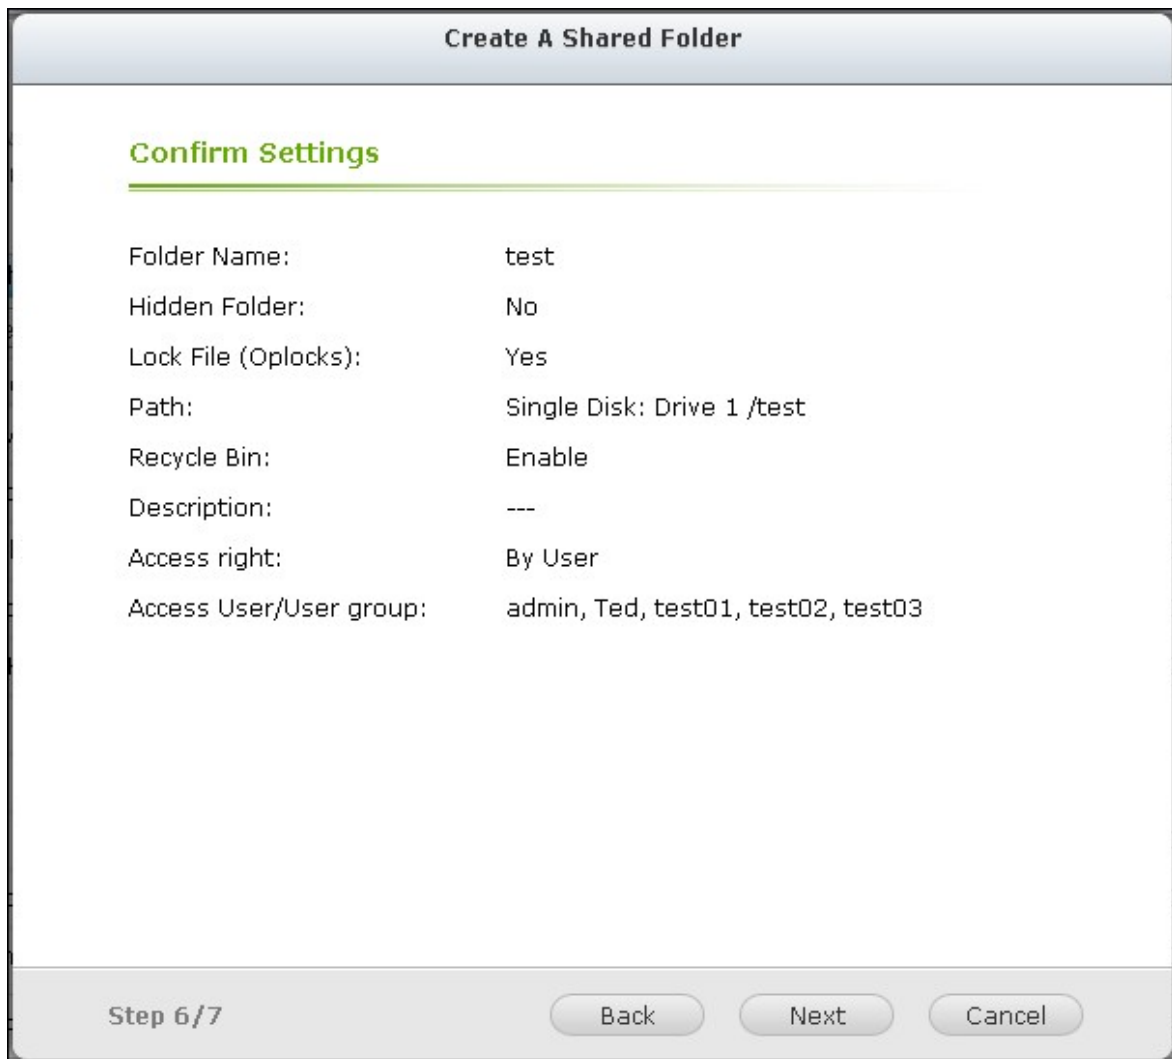 Create A Shared Folder
Confirm Settings
Folder Name: test
Hidden Folder: No
Lock File (Oplocks): Yes
Path: Single Disk: Drive 1 /test
Recycle Bin: Enable
Description: ---
Access right: By User
Access User/User group: admin, Ted, test01, test02, test03
Step 6/7 Back Next Cancel